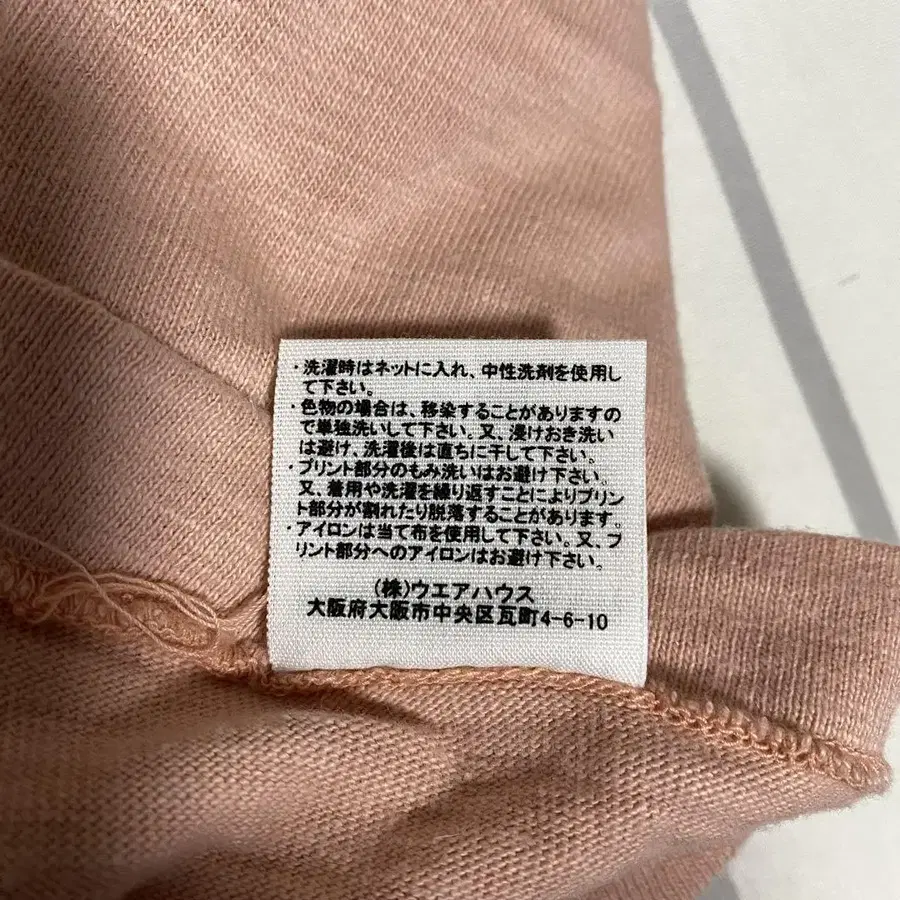 ・洗濯時はネットに入れ、中性洗剤を使用し
て下さい。
・色物の場合は、移染することがありますの
で単独洗いして下さい。又、浸けおき洗い
は避け、洗濯後は直ちに干して下さい。
・プリント部分のもみ洗いはお避け下さい。
又、着用や洗濯を繰り返すことによりプリン
ト部分が割れたり脱落することがあります。
・アイロンは当て布を使用して下さい。又、プ
リント部分へのアイロンはお避け下さい。
(株)ウエアハウス
大阪府大阪市中央区瓦町4-6-10